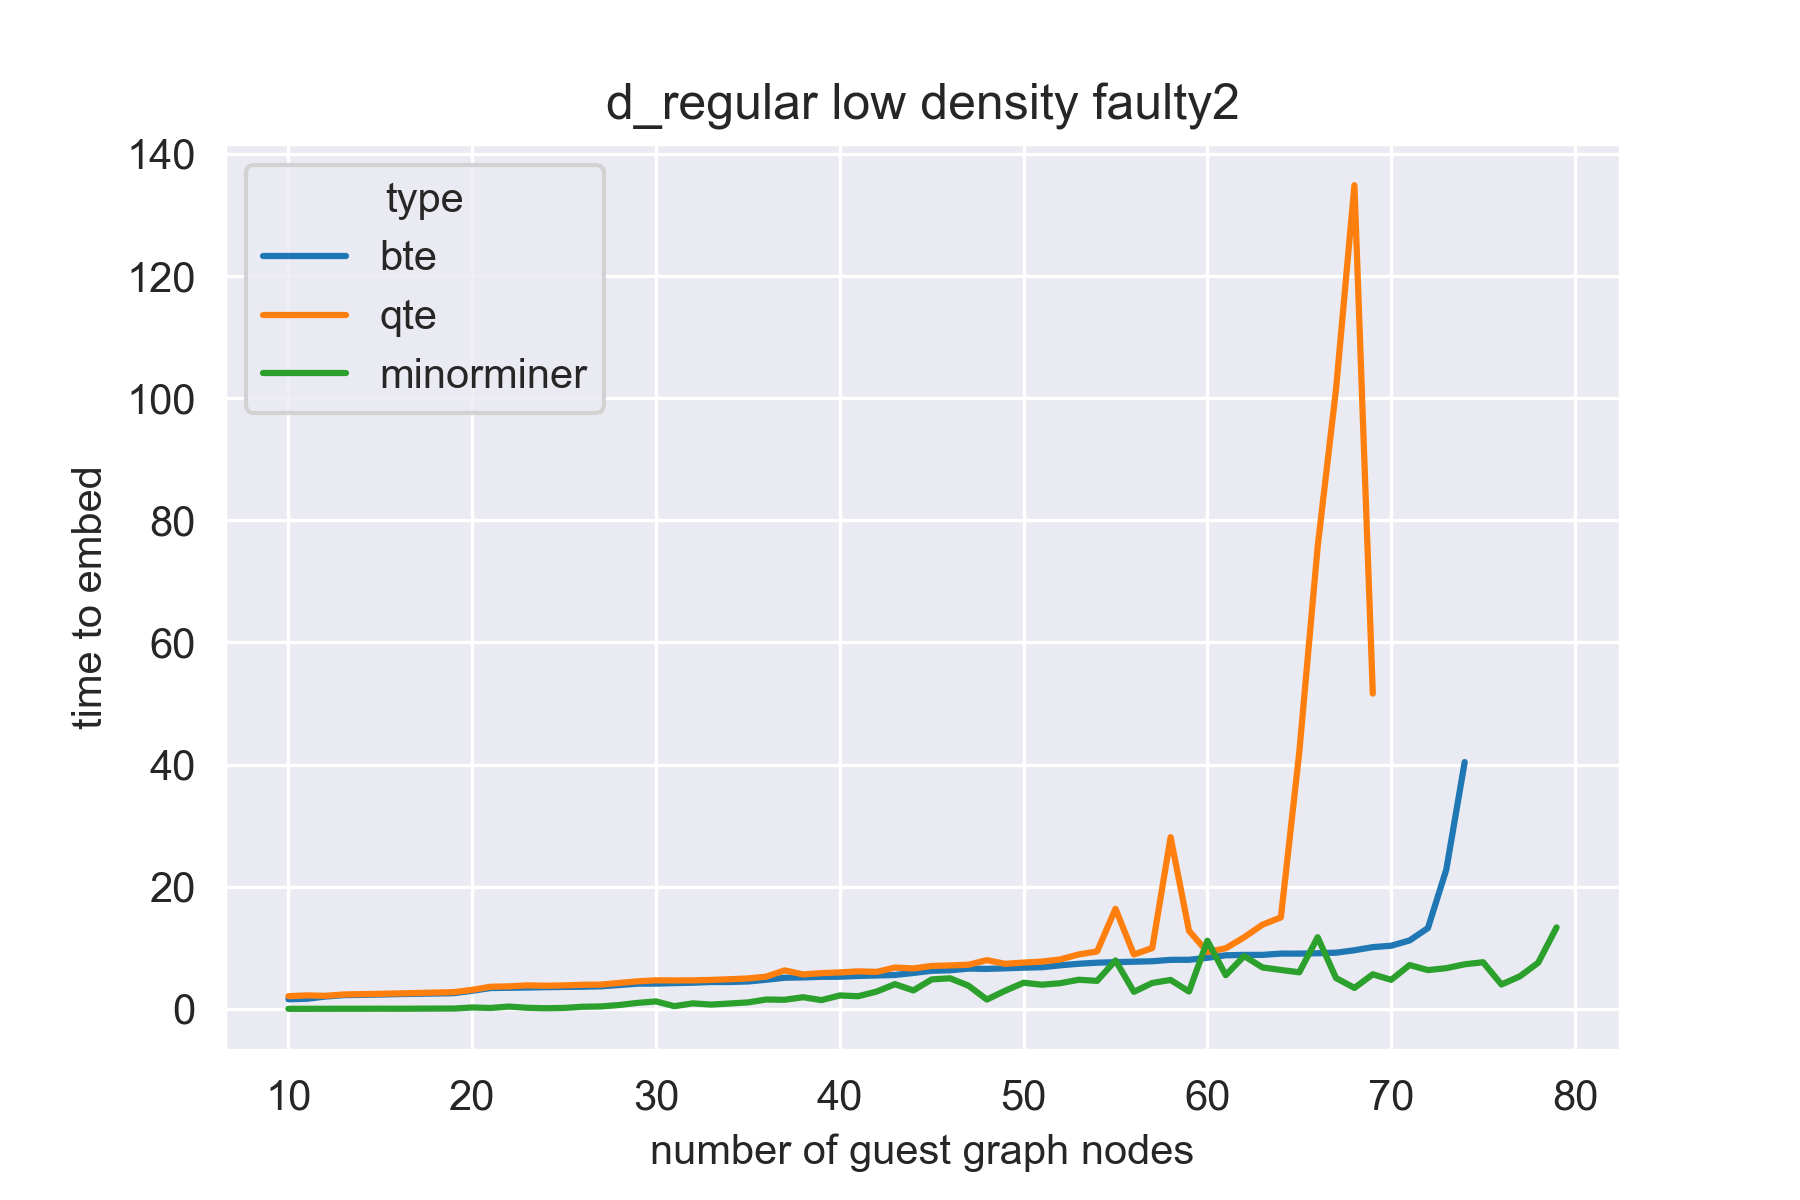 d_regular low density faulty2
140
120
100
80
60
40
20
0
time to embed
type
bte
qte
minorminer
10 20 30 40 50 60 70 80
number of guest graph nodes